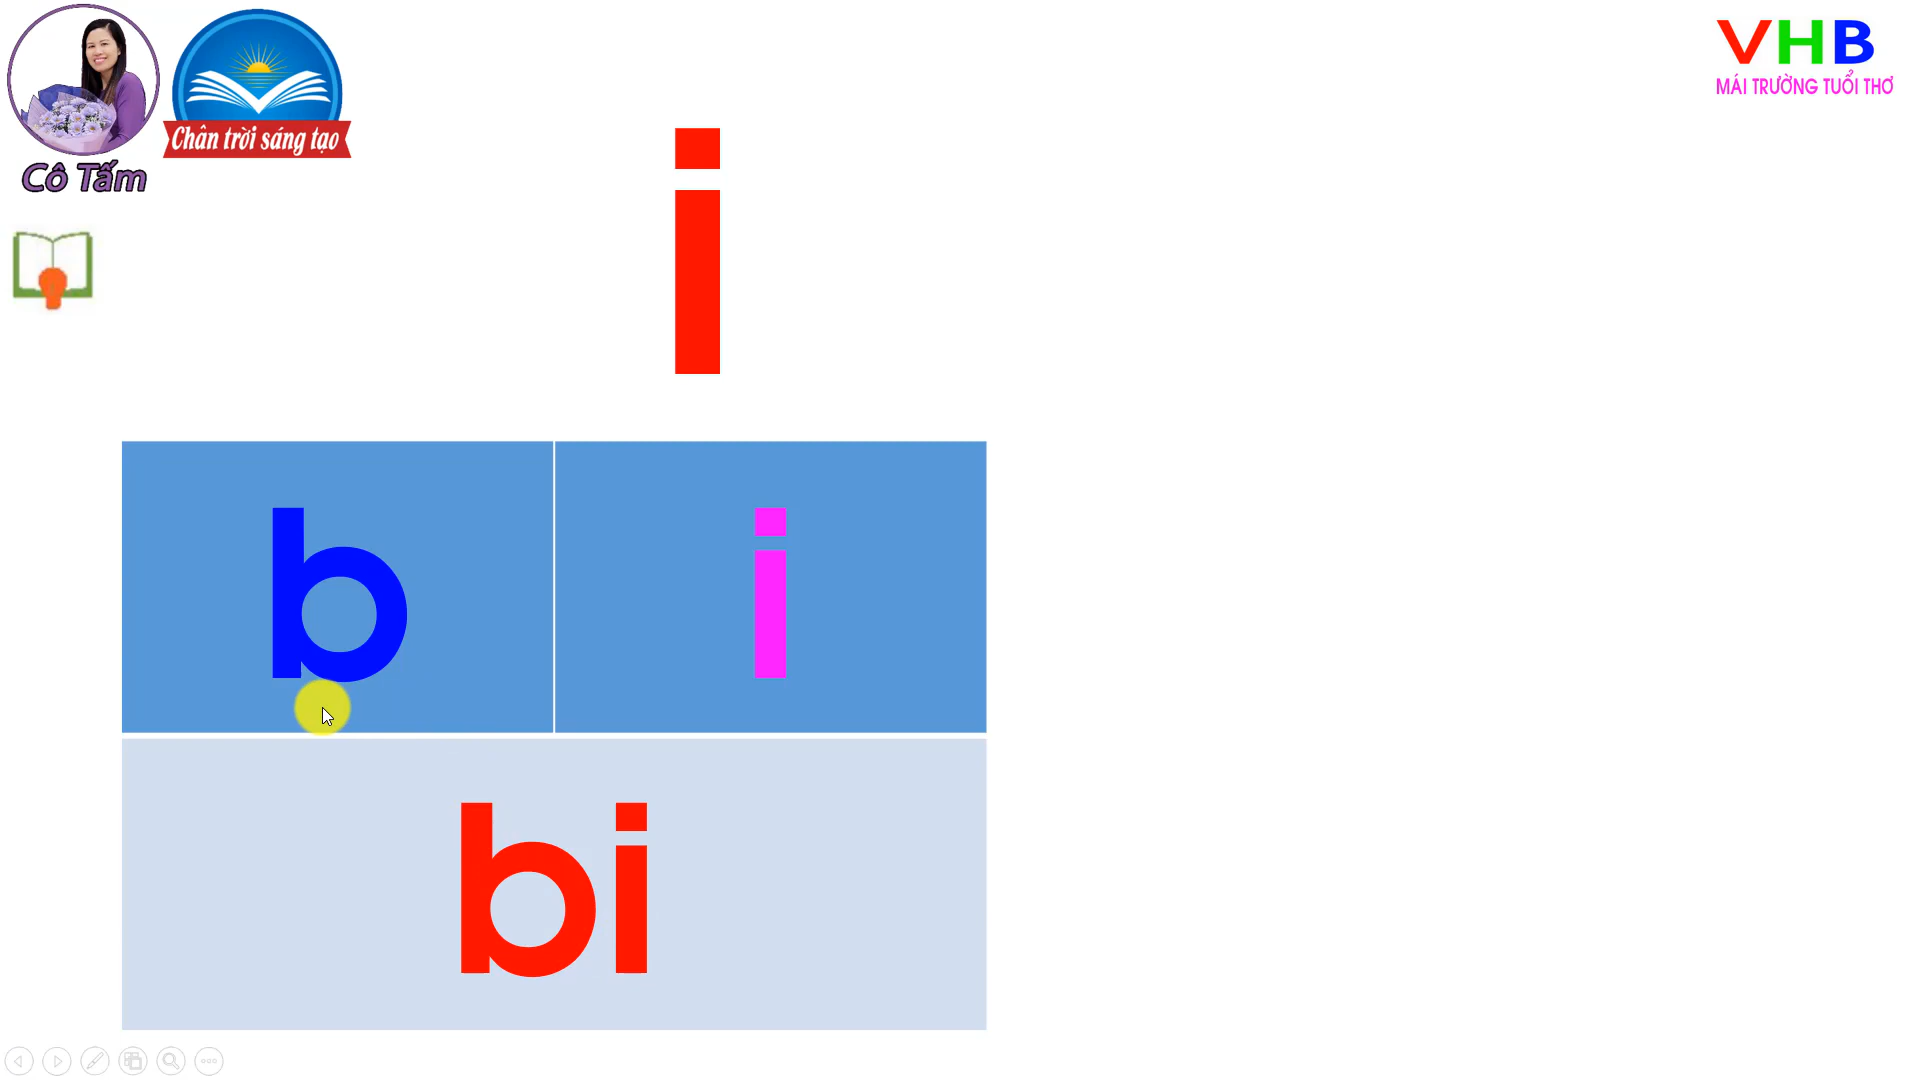 Cô Tấm
Chân trời sáng tạo
VHB
MÁI TRƯỜNG TUỔI THƠ
i
b i
bi